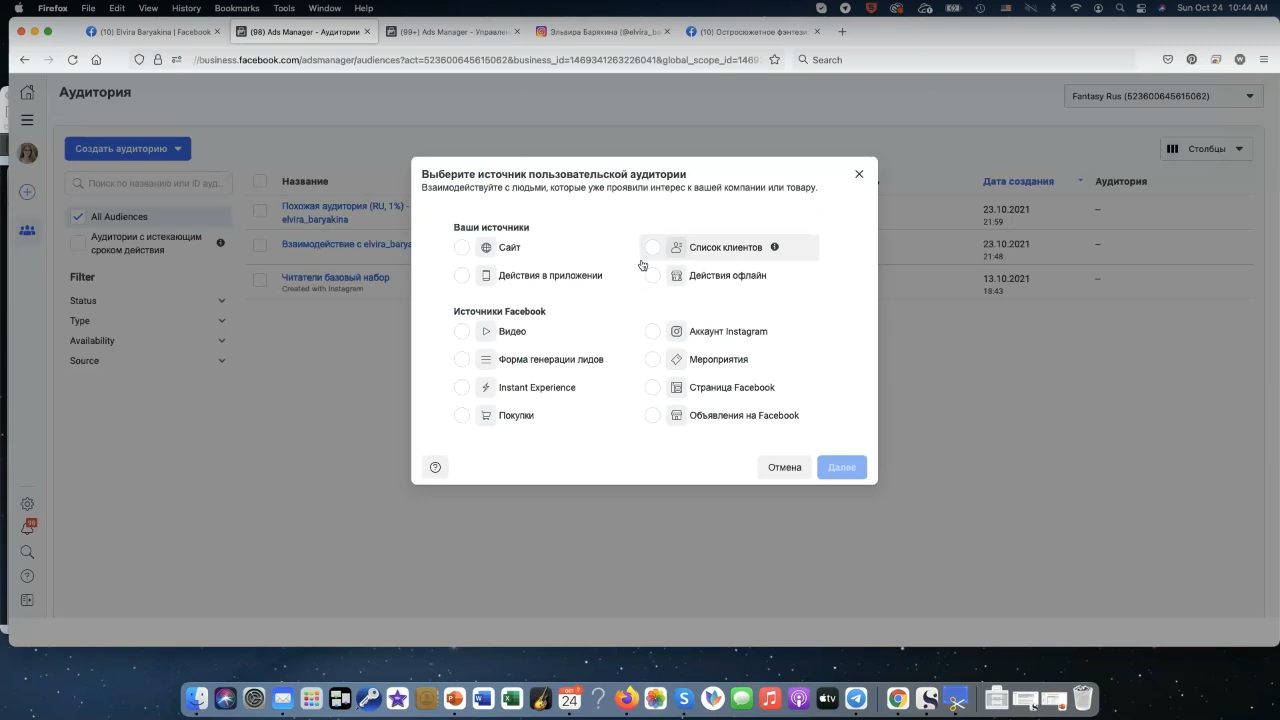 Firefox File Edit View History Bookmarks Tools Window Help Sun Oct 24 10:44 AM
(10) Elvira Baryakina | Facebook (98) Ads Manager - Аудитории (99+) Ads Manager - Управлен Эльвира Барякина (@elvira_ba (10) Остросюжетное фэнтези:
//business.facebook.com/adsmanager/audiences?act=523600645615062&business_id=1469341263226041&global_scope_id=1469 Search
Аудитория
Fantasy Rus (523600645615062)
Создать аудиторию
Столбцы
Поиск по названию или ID ауд...
Название
Дата создания
Аудитория
All Audiences
Аудитории с истекающим
сроком действия
Filter
Status
Type
Availability
Source
Похожая аудитория (RU, 1%) -
elvira_baryakina
23.10.2021
21:59
–
Взаимодействие с elvira_barya
23.10.2021
21:48
–
Читатели базовый набор
Created with Instagram
13.10.2021
18:43
–
Выберите источник пользовательской аудитории
Взаимодействуйте с людьми, которые уже проявили интерес к вашей компании или товару.
Ваши источники
Сайт
Список клиентов
Действия в приложении
Действия офлайн
Источники Facebook
Видео
Аккаунт Instagram
Форма генерации лидов
Мероприятия
Instant Experience
Страница Facebook
Покупки
Объявления на Facebook
Отмена
Далее
98
OCT
24
tv